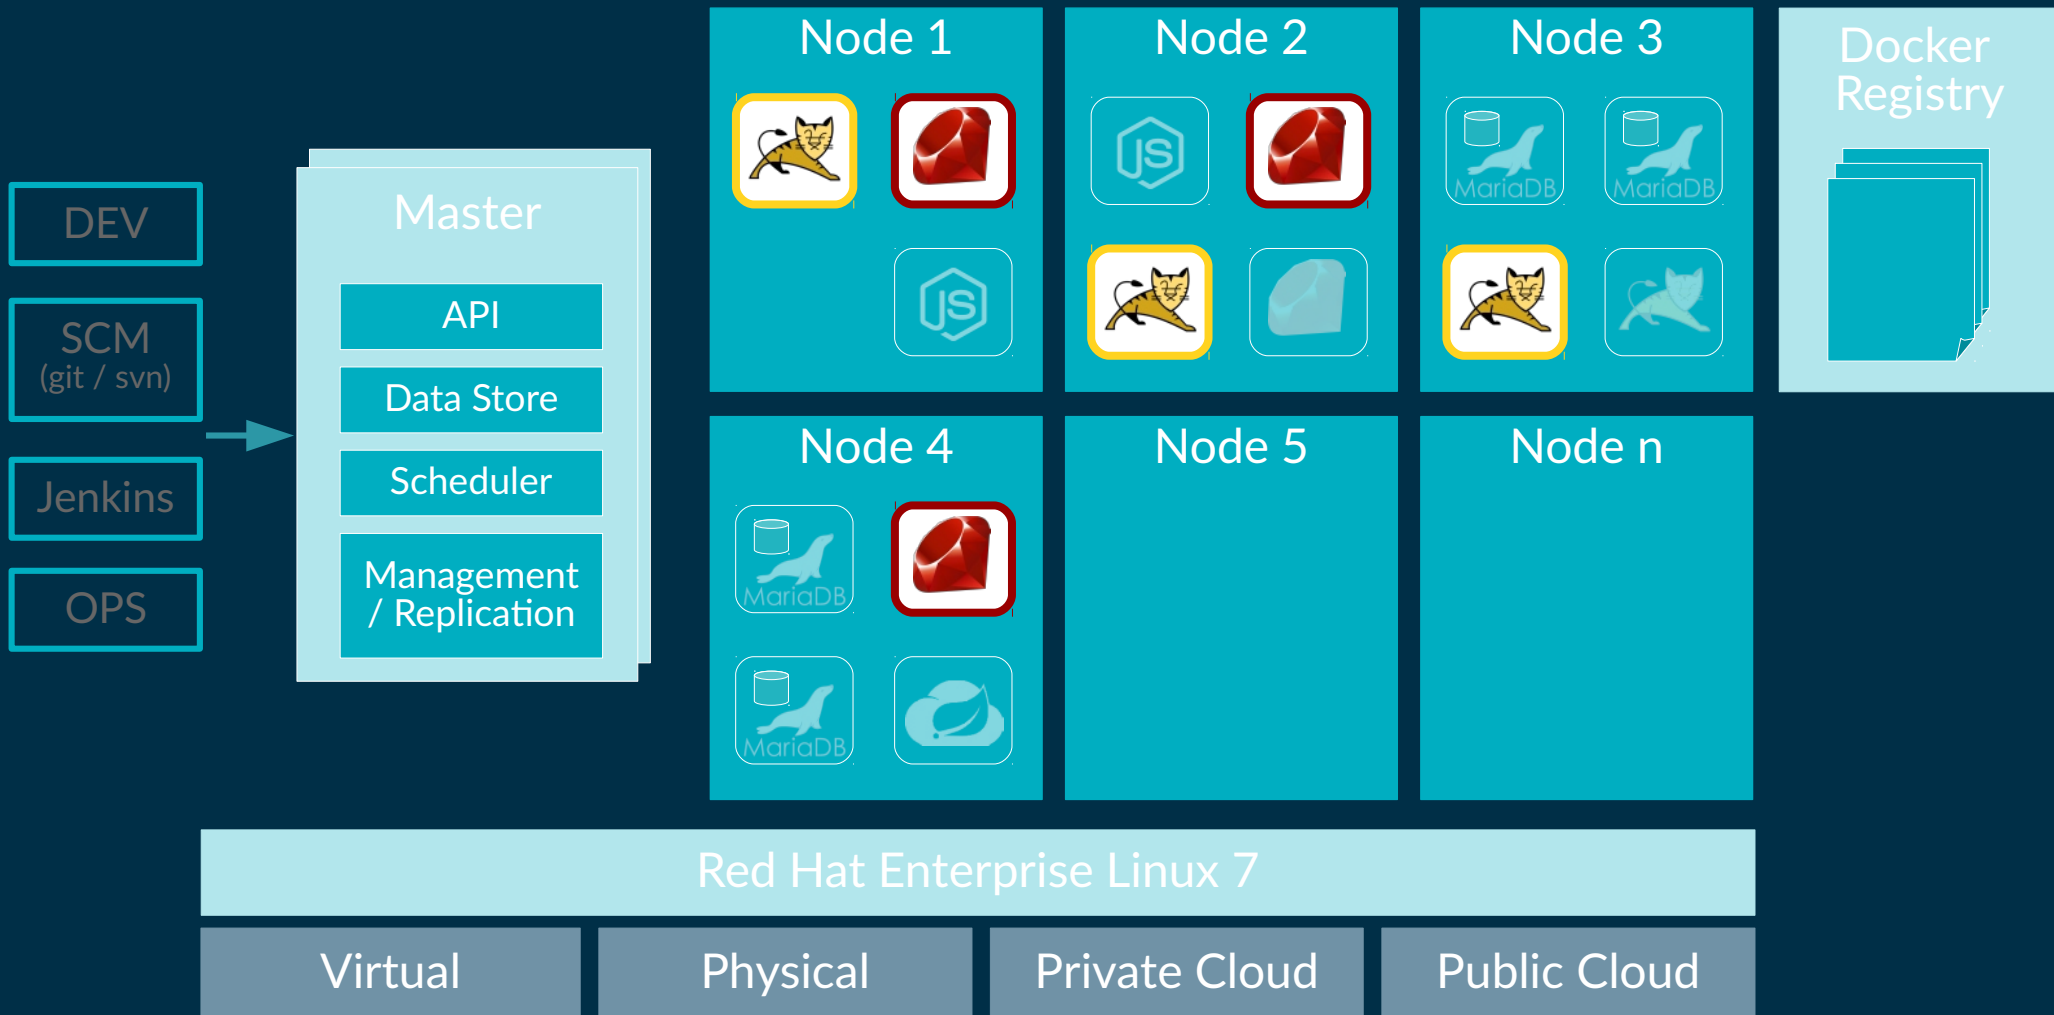 DEV
SCM
(git / svn)
Jenkins
OPS
Master
API
Data Store
Scheduler
Management
/ Replication
Node 1
JS
Node 2
JS
Node 3
MariaDB
MariaDB
Node 4
MariaDB
MariaDB
Node 5
Node n
Docker
Registry
Red Hat Enterprise Linux 7
Virtual
Physical
Private Cloud
Public Cloud